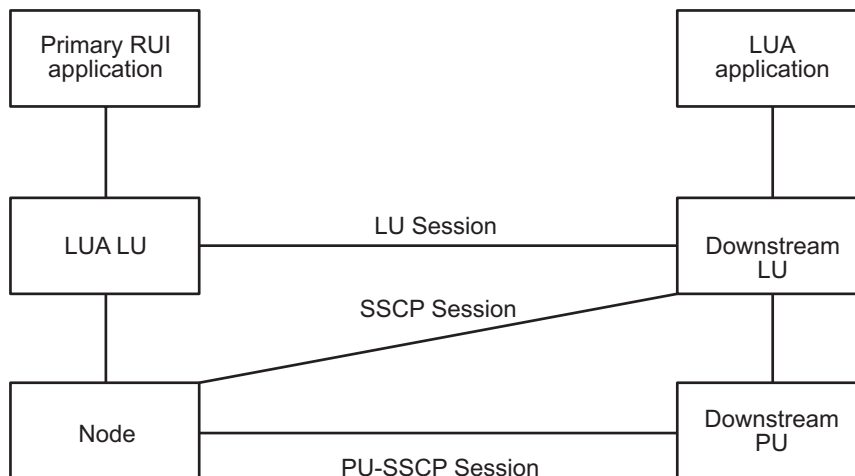 Primary RUI
application
LUA
application
LUA LU
LU Session
Downstream
LU
SSCP Session
Node
Downstream
PU
PU-SSCP Session